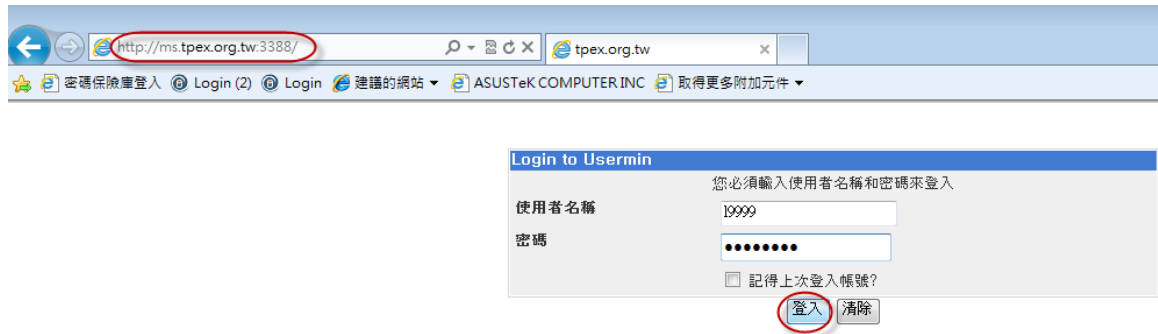 http://ms.tpex.org.tw:3388/ tpex.org.tw
密碼保險庫登入 Login (2) Login 建議的網站 ASUSTeK COMPUTER INC 取得更多附加元件
Login to Usermin
您必須輸入使用者名稱和密碼來登入
使用者名稱 19999
密碼 ••••••••
記得上次登入帳號?
登入 清除